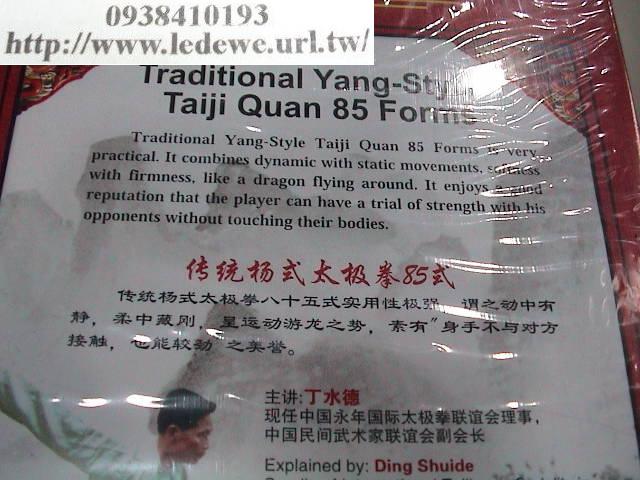 0938410193
http://www.ledewe.url.tw/
Traditional Yang-Style
Taiji Quan 85 Forms
Traditional Yang-Style Taiji Quan 85 Forms is very
practical. It combines dynamic with static movements, softness
with firmness, like a dragon flying around. It enjoys a good
reputation that the player can have a trial of strength with his
opponents without touching their bodies.
传统杨式太极拳85式
传统杨式太极拳八十五式实用性极强，谓之动中有
静，柔中藏刚，呈运动游龙之势，素有"身手不与对方
接触，也能较劲"之美誉。
主讲:丁水德
现任中国永年国际太极拳联谊会理事，
中国民间武术家联谊会副会长
Explained by: Ding Shuide